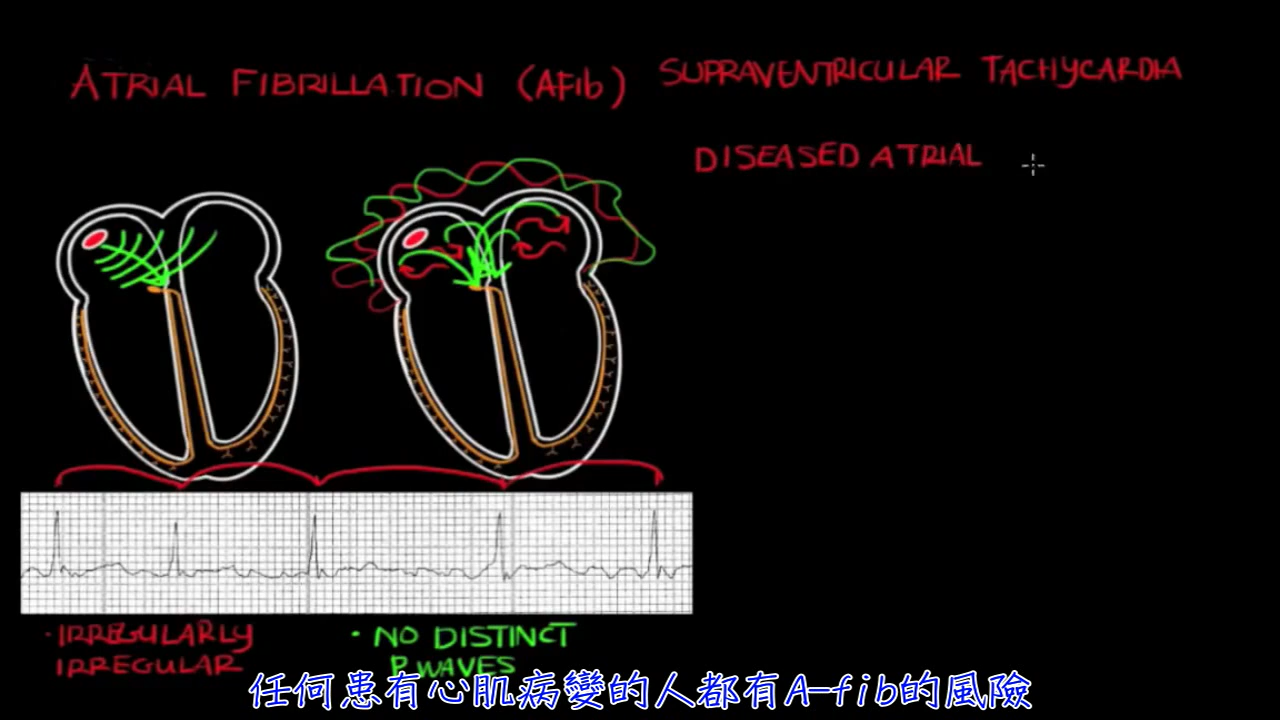 ATRIAL FIBRILLATION (AFib)
SUPRAVENTRICULAR TACHYCARDIA
DISEASED ATRIAL
· IRREGULARLY
IRREGULAR
· NO DISTINCT
P WAVES
任何患有心肌病變的人都有A-fib的風險